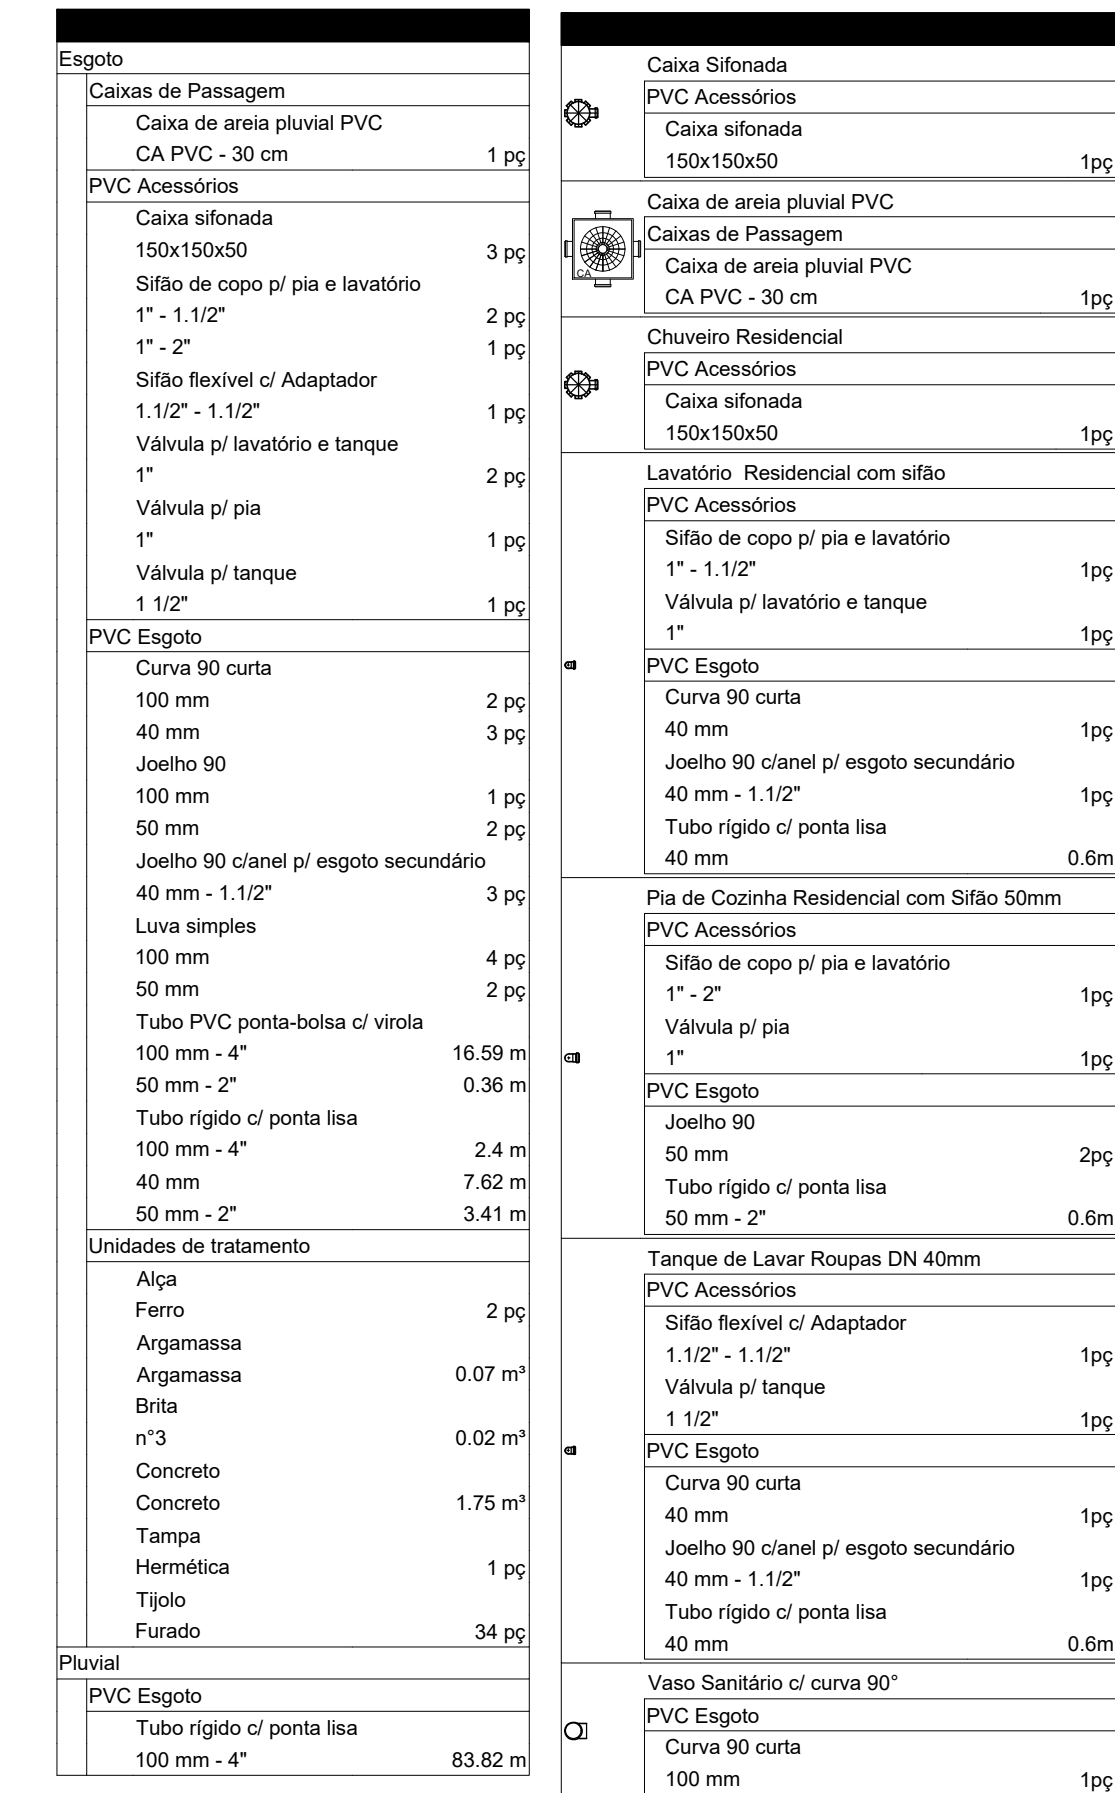 Esgoto
Caixas de Passagem
Caixa de areia pluvial PVC
CA PVC - 30 cm 1 pç
PVC Acessórios
Caixa sifonada
150x150x50 3 pç
Sifão de copo p/ pia e lavatório
1" - 1.1/2" 2 pç
1" - 2" 1 pç
Sifão flexível c/ Adaptador
1.1/2" - 1.1/2" 1 pç
Válvula p/ lavatório e tanque
1" 2 pç
Válvula p/ pia
1" 1 pç
Válvula p/ tanque
1 1/2" 1 pç
PVC Esgoto
Curva 90 curta
100 mm 2 pç
40 mm 3 pç
Joelho 90
100 mm 1 pç
50 mm 2 pç
Joelho 90 c/anel p/ esgoto secundário
40 mm - 1.1/2" 3 pç
Luva simples
100 mm 4 pç
50 mm 2 pç
Tubo PVC ponta-bolsa c/ virola
100 mm - 4" 16.59 m
50 mm - 2" 0.36 m
Tubo rígido c/ ponta lisa
100 mm - 4" 2.4 m
40 mm 7.62 m
50 mm - 2" 3.41 m
Unidades de tratamento
Alça
Ferro 2 pç
Argamassa
Argamassa 0.07 m³
Brita
n°3 0.02 m³
Concreto
Concreto 1.75 m³
Tampa
Hermética 1 pç
Tijolo
Furado 34 pç
Pluvial
PVC Esgoto
Tubo rígido c/ ponta lisa
100 mm - 4" 83.82 m
Caixa Sifonada
PVC Acessórios
Caixa sifonada
150x150x50 1pç
Caixa de areia pluvial PVC
Caixas de Passagem
CA
Caixa de areia pluvial PVC
CA PVC - 30 cm 1pç
Chuveiro Residencial
PVC Acessórios
Caixa sifonada
150x150x50 1pç
Lavatório  Residencial com sifão
PVC Acessórios
Sifão de copo p/ pia e lavatório
1" - 1.1/2" 1pç
Válvula p/ lavatório e tanque
1" 1pç
PVC Esgoto
Curva 90 curta
40 mm 1pç
Joelho 90 c/anel p/ esgoto secundário
40 mm - 1.1/2" 1pç
Tubo rígido c/ ponta lisa
40 mm 0.6m
Pia de Cozinha Residencial com Sifão 50mm
PVC Acessórios
Sifão de copo p/ pia e lavatório
1" - 2" 1pç
Válvula p/ pia
1" 1pç
PVC Esgoto
Joelho 90
50 mm 2pç
Tubo rígido c/ ponta lisa
50 mm - 2" 0.6m
Tanque de Lavar Roupas DN 40mm
PVC Acessórios
Sifão flexível c/ Adaptador
1.1/2" - 1.1/2" 1pç
Válvula p/ tanque
1 1/2" 1pç
PVC Esgoto
Curva 90 curta
40 mm 1pç
Joelho 90 c/anel p/ esgoto secundário
40 mm - 1.1/2" 1pç
Tubo rígido c/ ponta lisa
40 mm 0.6m
Vaso Sanitário c/ curva 90°
PVC Esgoto
Curva 90 curta
100 mm 1pç